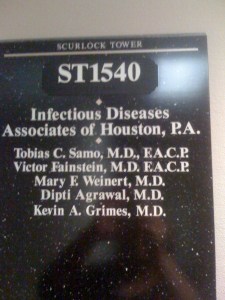 SCURLOCK TOWER
ST1540
Infectious Diseases
Associates of Houston, P.A.
Tobias C. Samo, M.D., F.A.C.P.
Victor Fainstein, M.D. F.A.C.P.
Mary F. Weinert, M.D.
Dipti Agrawal, M.D.
Kevin A. Grimes, M.D.